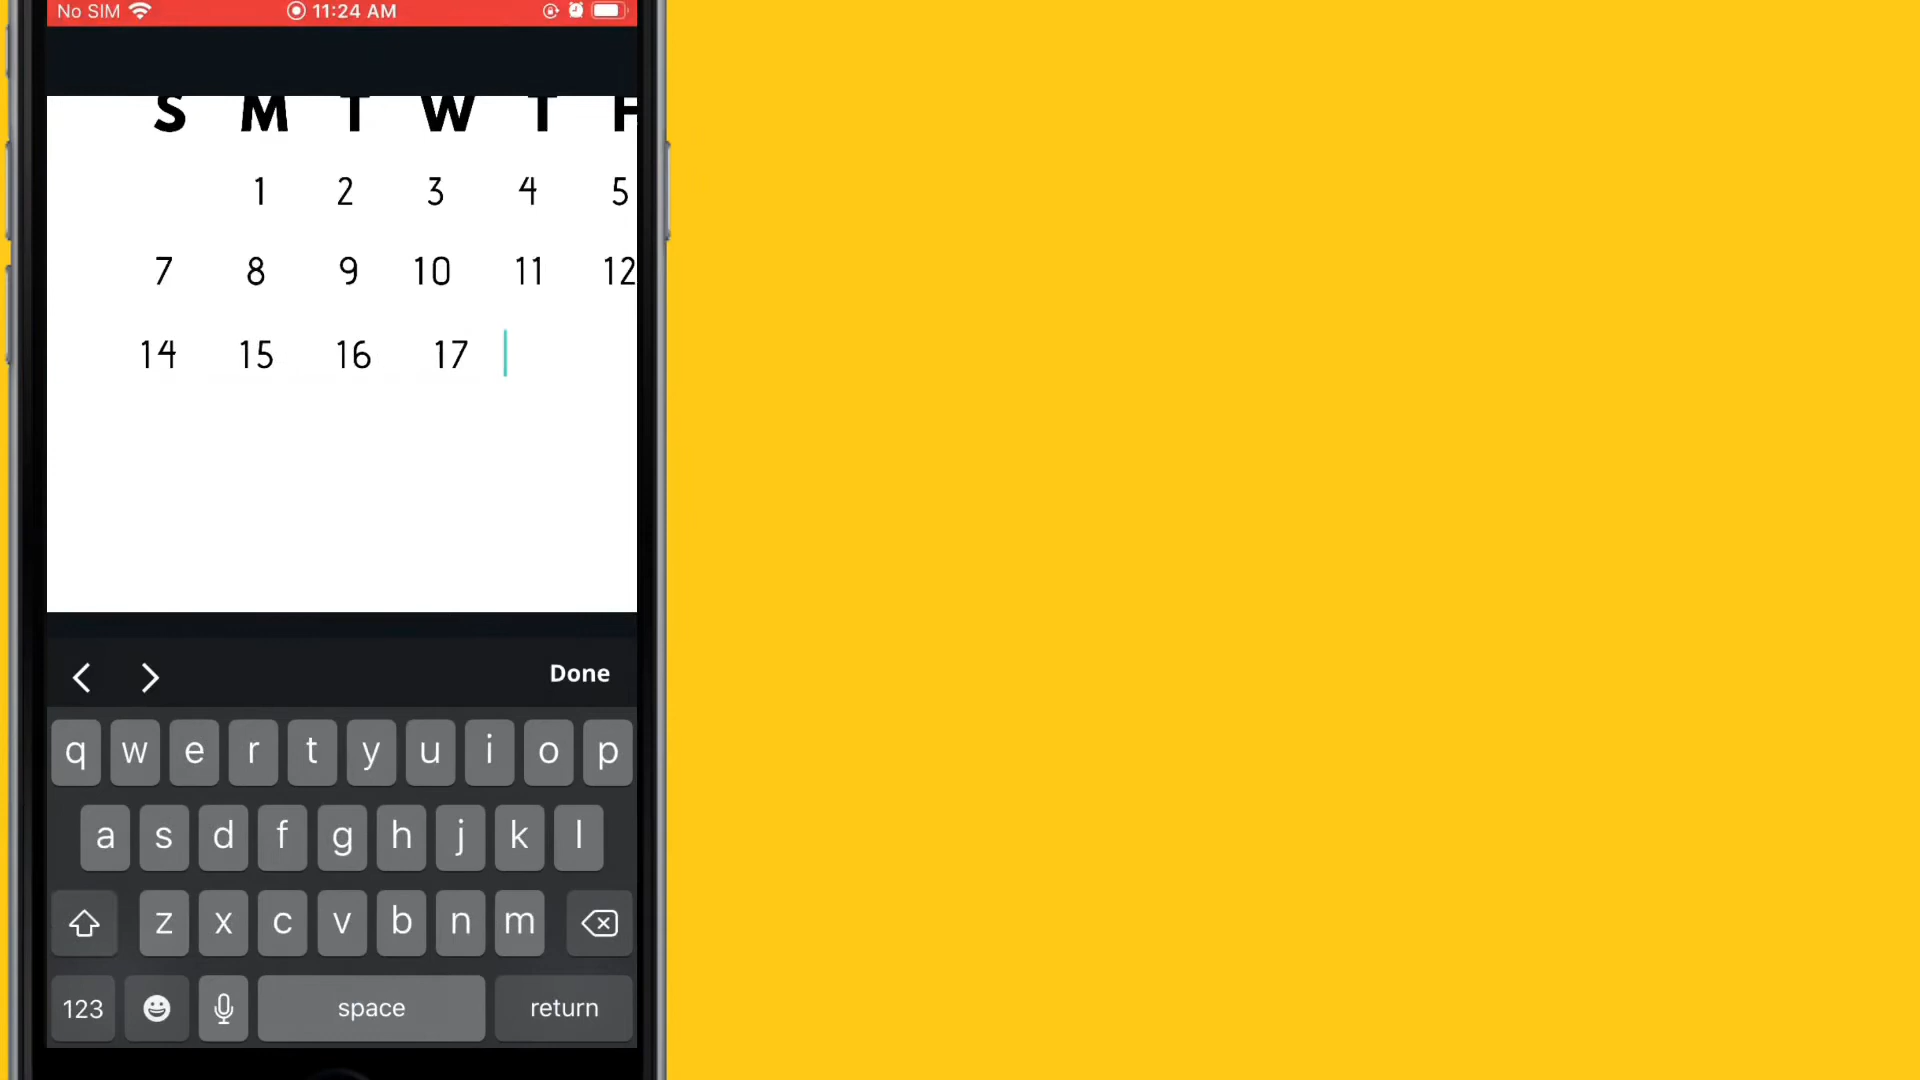 No SIM 11:24 AM
S M T W T F
1 2 3 4 5
7 8 9 10 11 12
14 15 16 17
Done
q w e r t y u i o p
a s d f g h j k l
z x c v b n m
123 space return